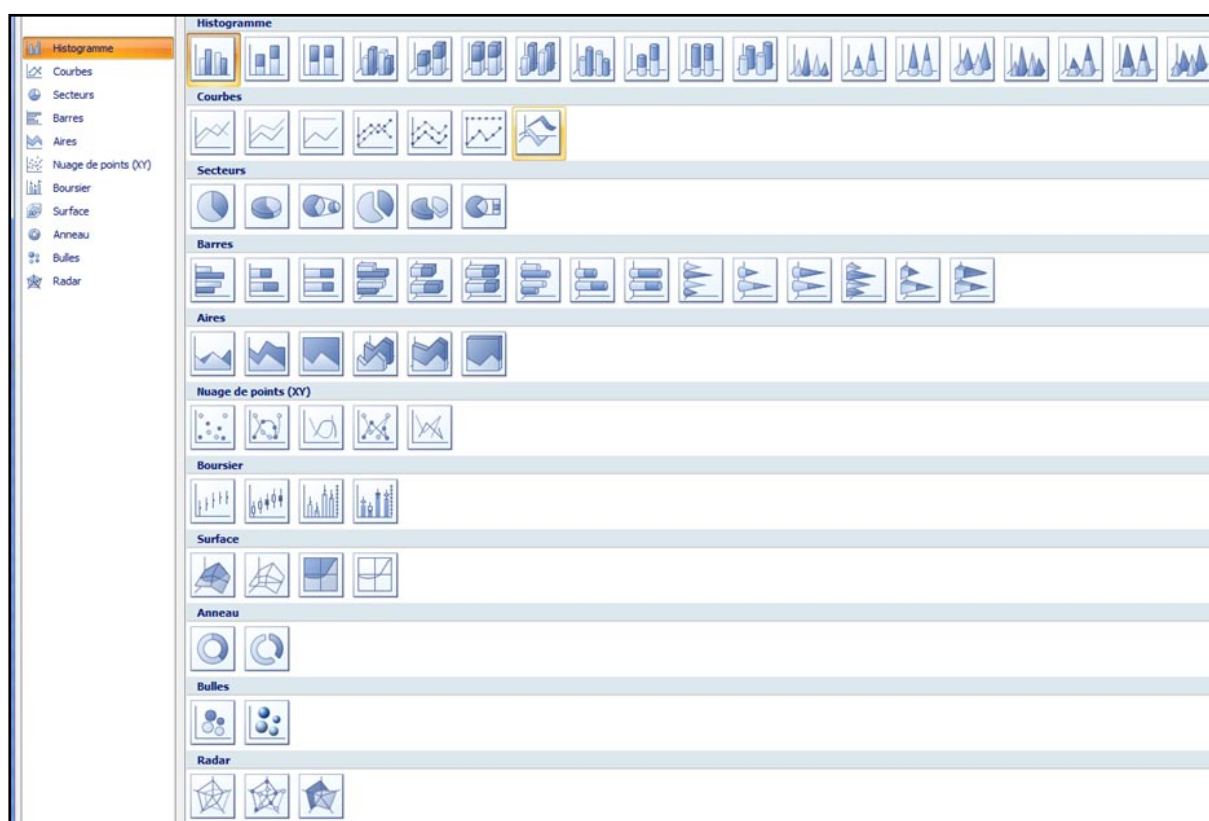 Histogramme
Courbes
Secteurs
Barres
Aires
Nuage de points (XY)
Boursier
Surface
Anneau
Bulles
Radar
Histogramme
Courbes
Secteurs
Barres
Aires
Nuage de points (XY)
Boursier
Surface
Anneau
Bulles
Radar